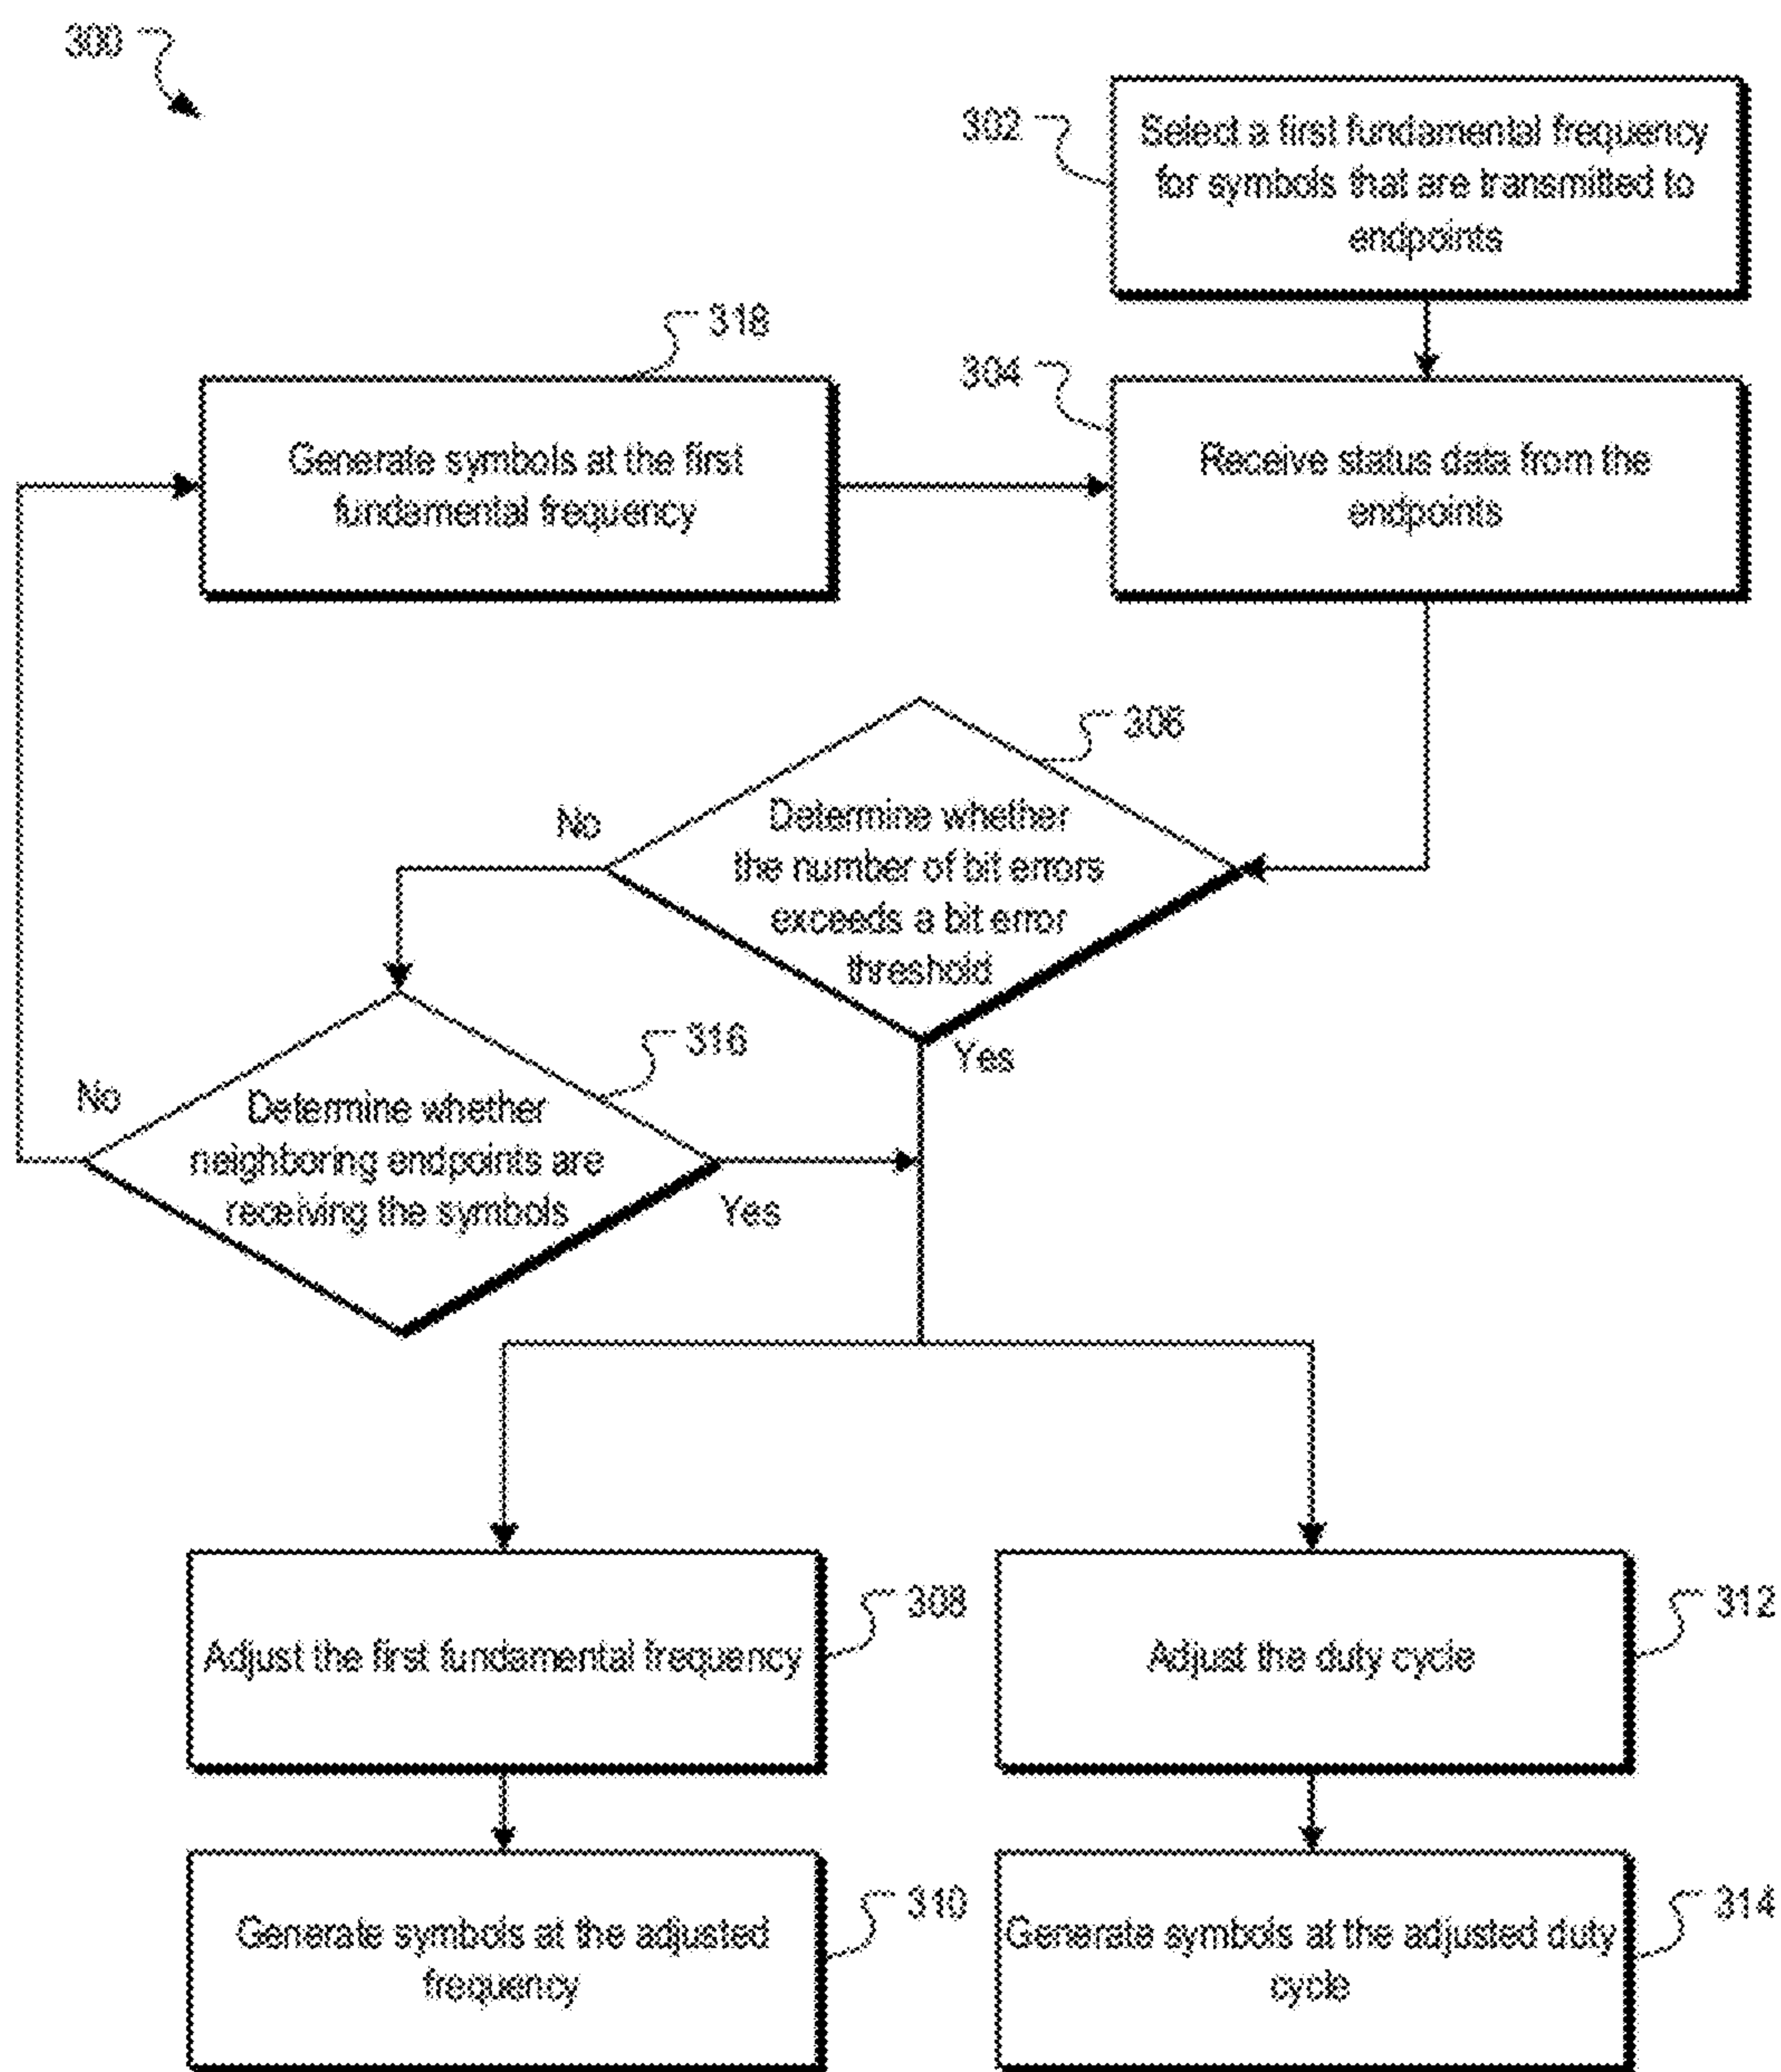 300
302
Select a first fundamental frequency
for symbols that are transmitted to
endpoints
318
304
Generate symbols at the first
fundamental frequency
Receive status data from the
endpoints
306
No
Determine whether
the number of bit errors
exceeds a bit error
threshold
Yes
316
No
Determine whether
neighboring endpoints are
receiving the symbols
Yes
308
Adjust the first fundamental frequency
312
Adjust the duty cycle
310
Generate symbols at the adjusted
frequency
314
Generate symbols at the adjusted duty
cycle